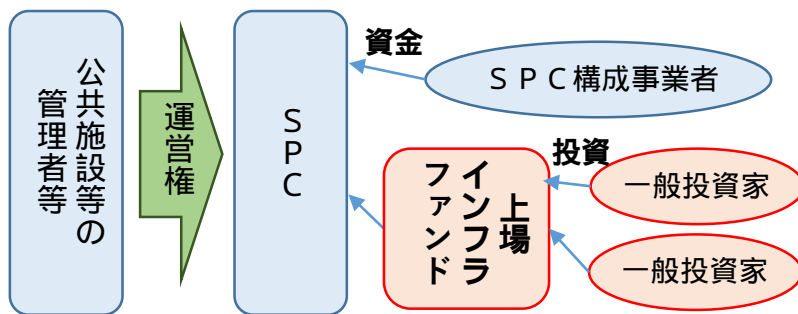 公共施設等の
管理者等
運営権
ＳＰＣ
資金
ＳＰＣ構成事業者
上場
インフラ
ファンド
投資
一般投資家
一般投資家